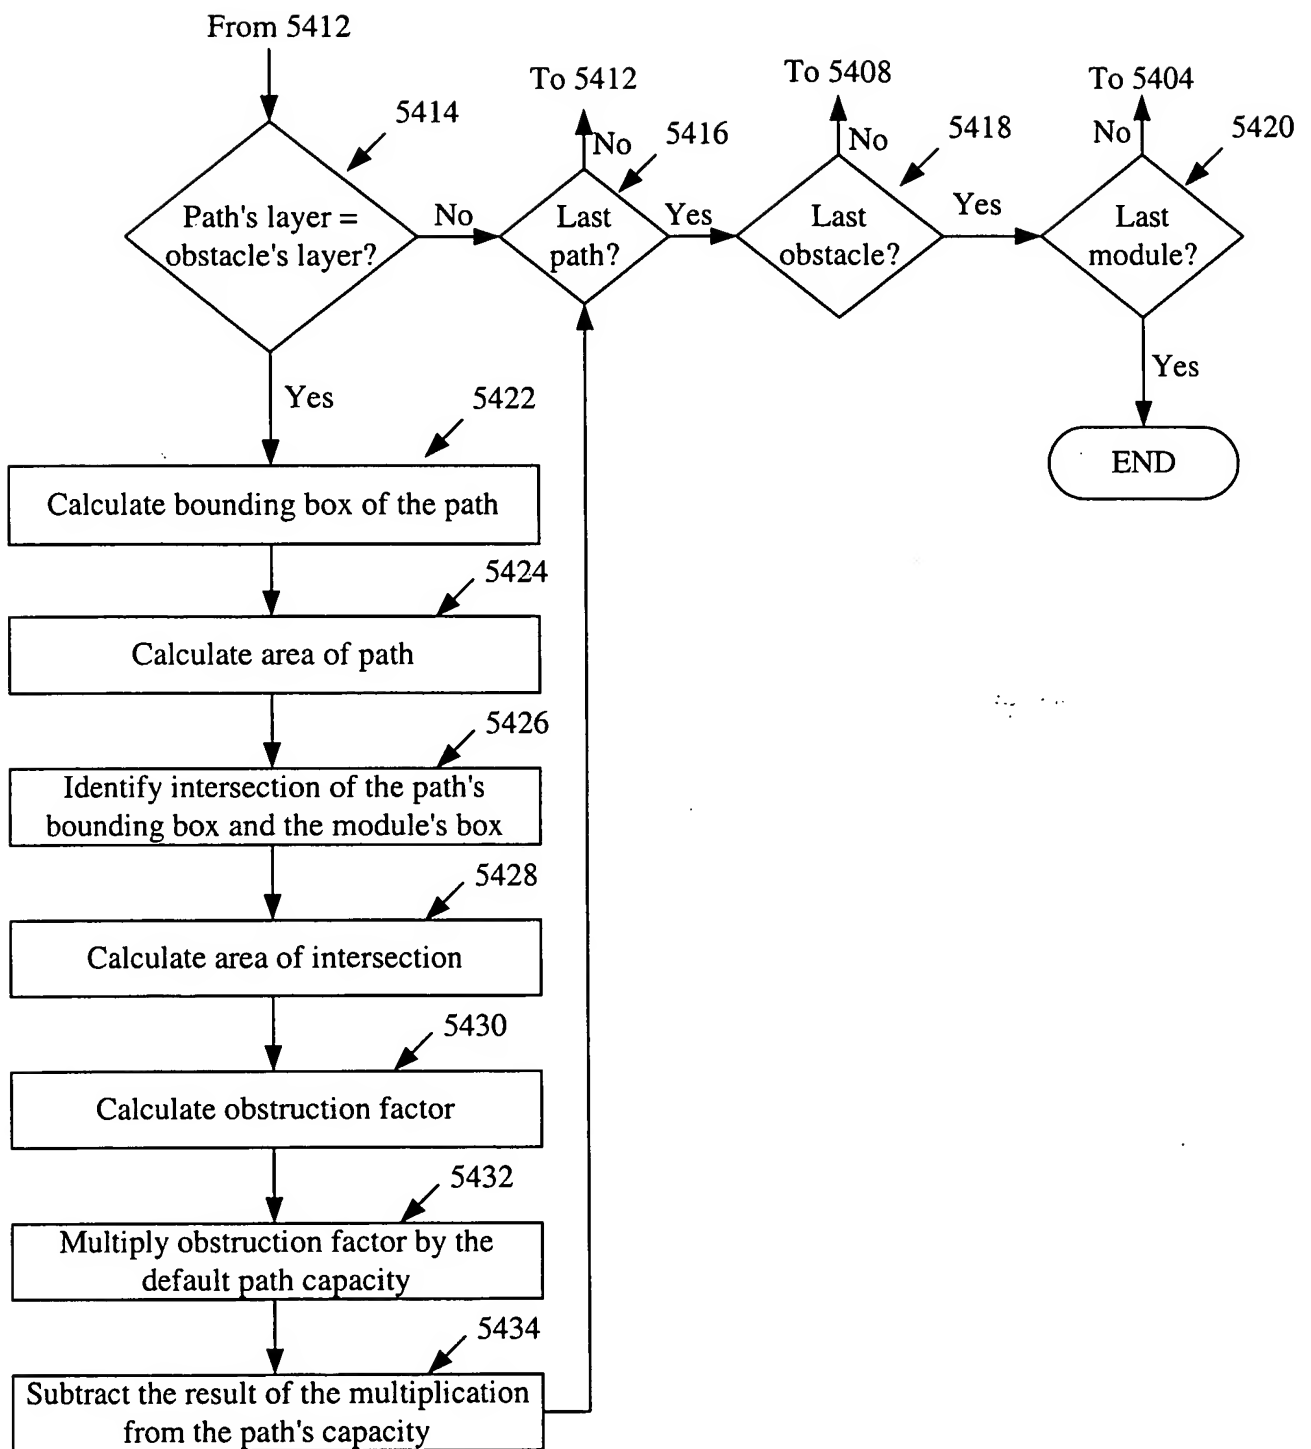 From 5412
To 5412
To 5408
To 5404
5414
5416
5418
5420
No
No
No
Path's layer =
obstacle's layer?
No
Last
path?
Yes
Last
obstacle?
Yes
Last
module?
Yes
Yes
END
5422
Calculate bounding box of the path
5424
Calculate area of path
5426
Identify intersection of the path's
bounding box and the module's box
5428
Calculate area of intersection
5430
Calculate obstruction factor
5432
Multiply obstruction factor by the
default path capacity
5434
Subtract the result of the multiplication
from the path's capacity